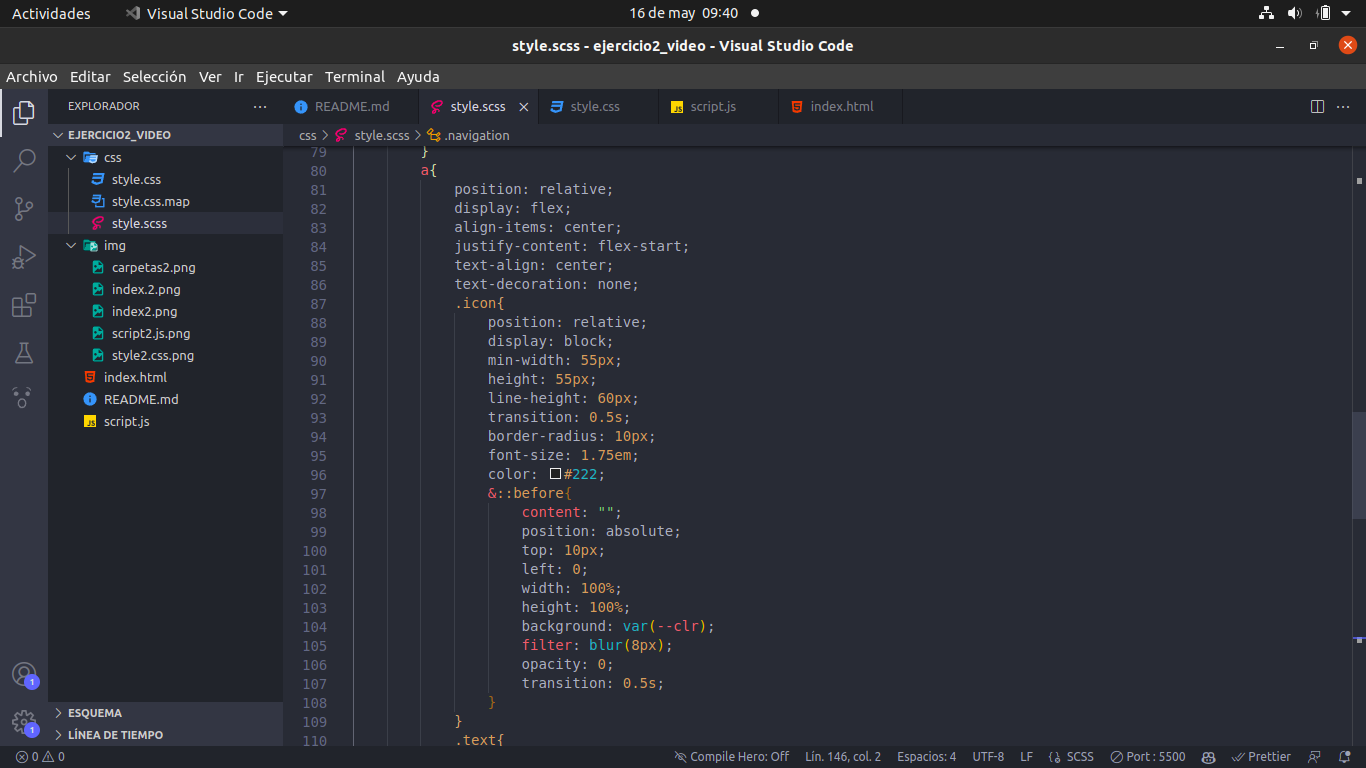 Actividades Visual Studio Code 16 de may 09:40
style.scss - ejercicio2_video - Visual Studio Code
Archivo Editar Selección Ver Ir Ejecutar Terminal Ayuda
EXPLORADOR
EJERCICIO2_VIDEO
css
style.css
style.css.map
style.scss
img
carpetas2.png
index.2.png
index2.png
script2.js.png
style2.css.png
index.html
README.md
script.js
ESQUEMA
LÍNEA DE TIEMPO
README.md style.scss style.css script.js index.html
css > style.scss > .navigation
79 }
80 a{
81 position: relative;
82 display: flex;
83 align-items: center;
84 justify-content: flex-start;
85 text-align: center;
86 text-decoration: none;
87 .icon{
88 position: relative;
89 display: block;
90 min-width: 55px;
91 height: 55px;
92 line-height: 60px;
93 transition: 0.5s;
94 border-radius: 10px;
95 font-size: 1.75em;
96 color: #222;
97 &::before{
98 content: "";
99 position: absolute;
100 top: 10px;
101 left: 0;
102 width: 100%;
103 height: 100%;
104 background: var(--clr);
105 filter: blur(8px);
106 opacity: 0;
107 transition: 0.5s;
108 }
109 }
110 .text{
1
1
0 0 Compile Hero: Off Lín. 146, col. 2 Espacios: 4 UTF-8 LF SCSS Port : 5500 Prettier